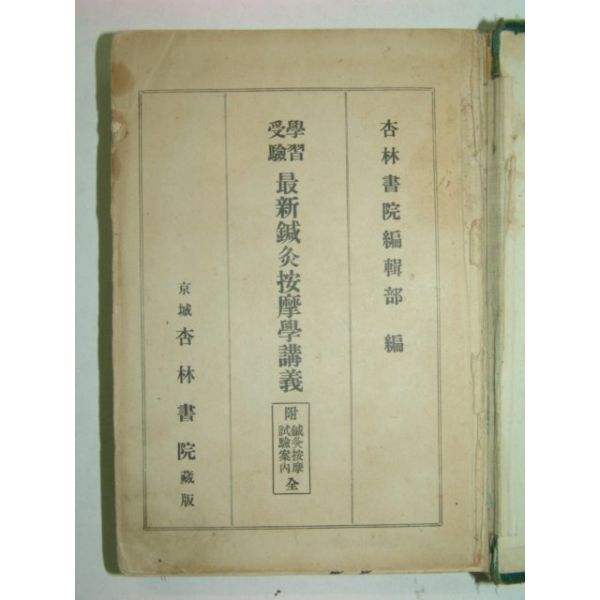 杏林書院編輯部 編
學習
受驗
最新鍼灸按摩學講義
附
鍼灸按摩
試驗案內
全
京城 杏林書院藏版